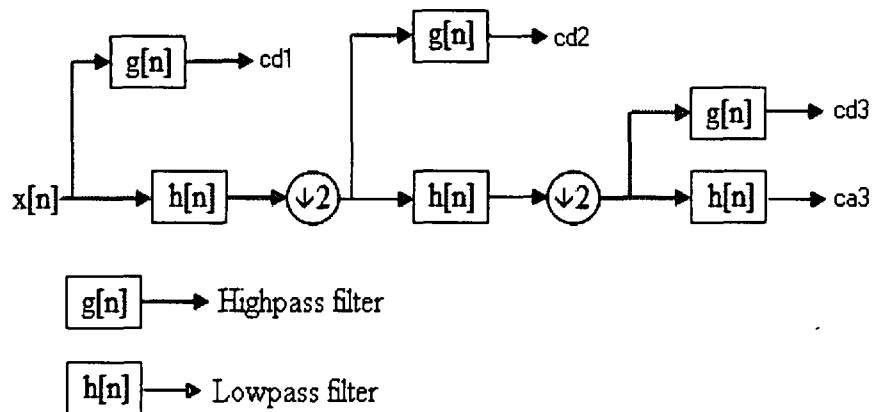 g[n] cd1 g[n] cd2
g[n] cd3
x[n] h[n] ↓2 h[n] ↓2 h[n] ca3
g[n] Highpass filter
h[n] Lowpass filter